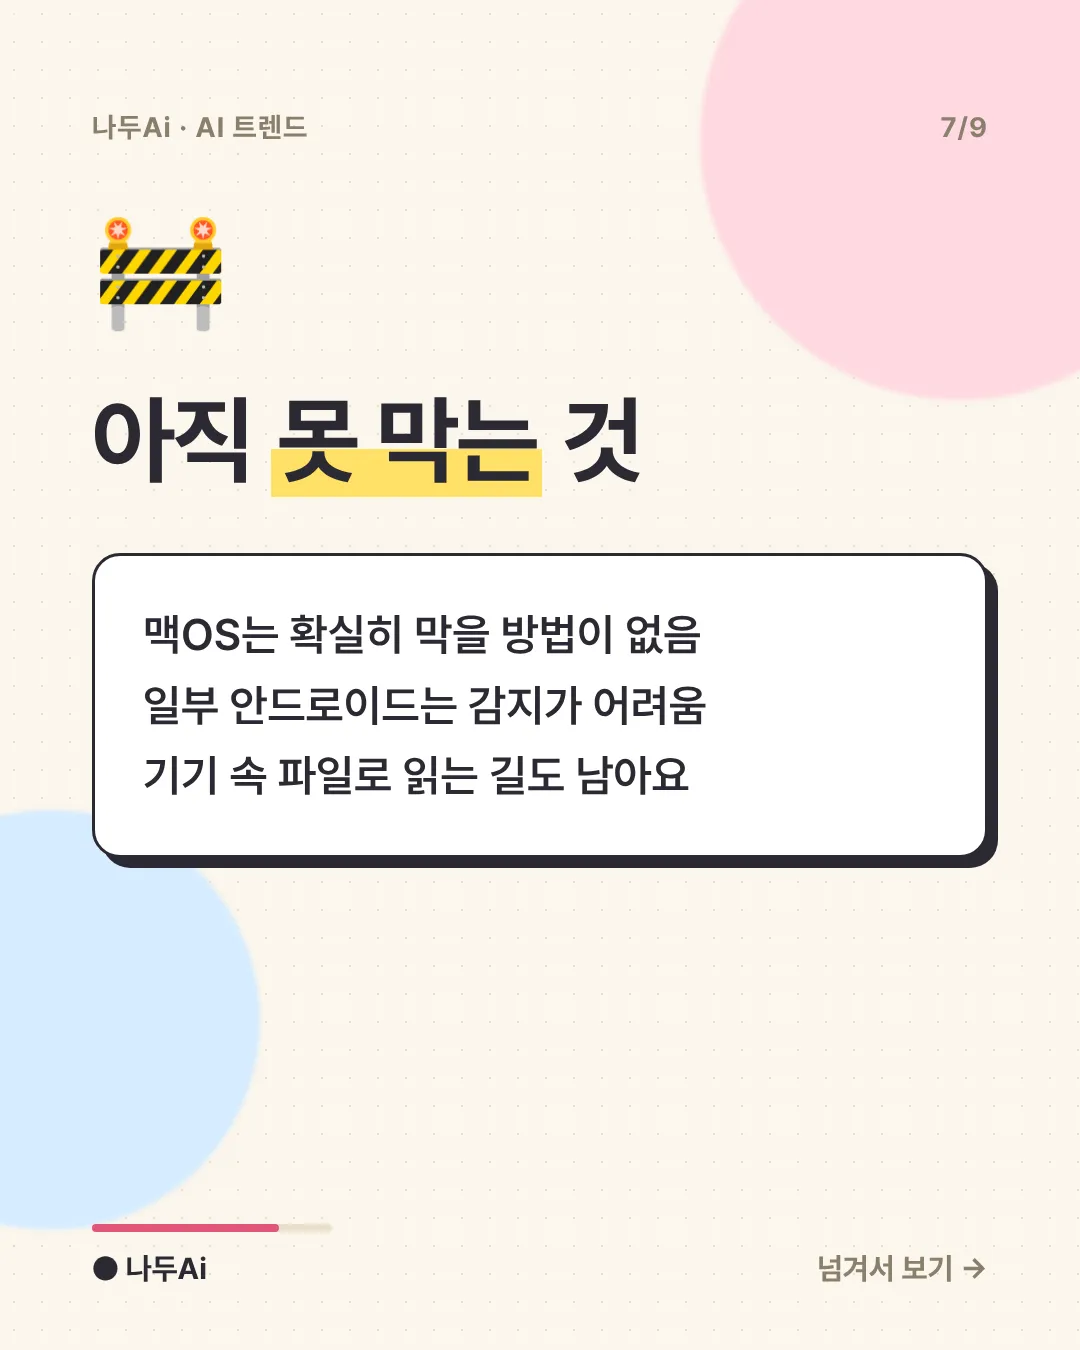 나두Ai · AI 트렌드
7/9
아직 못 막는 것
맥OS는 확실히 막을 방법이 없음
일부 안드로이드는 감지가 어려움
기기 속 파일로 읽는 길도 남아요
나두Ai
넘겨서 보기 →